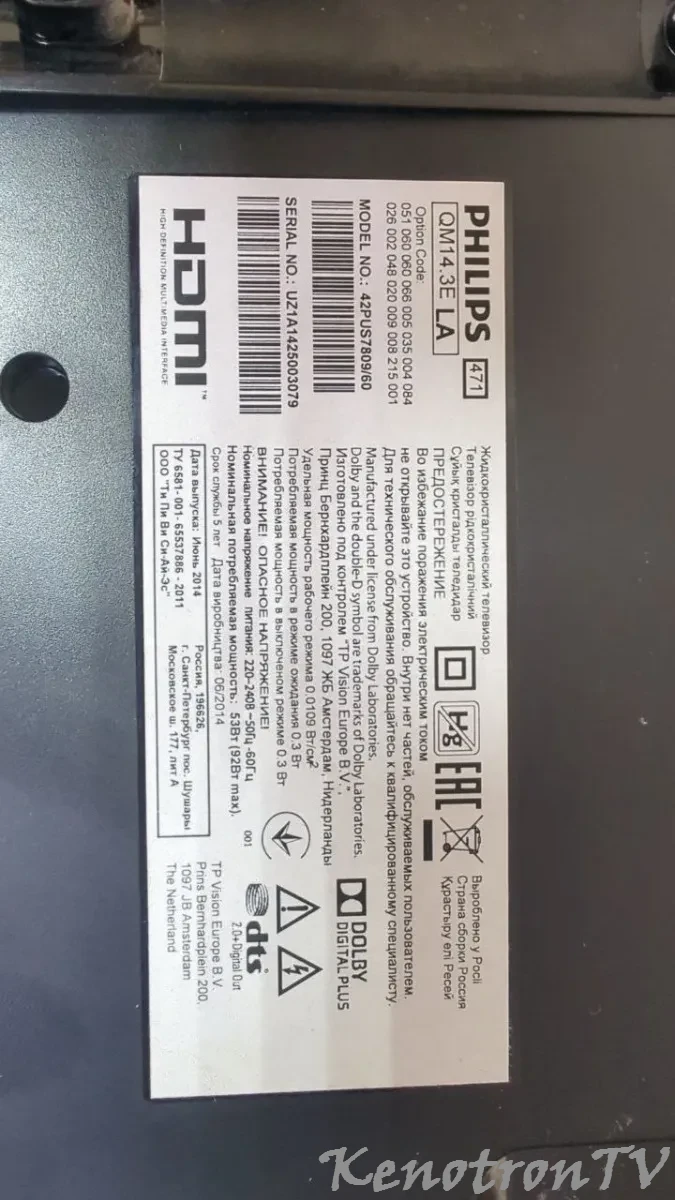 PHILIPS 471
QM14.3E LA
Option Code:
051 060 060 066 005 035 004 084
026 002 048 020 009 008 215 001
MODEL NO.: 42PUS7809/60
SERIAL NO.: UZ1A1425003079
HDMI™
HIGH DEFINITION MULTIMEDIA INTERFACE
Жидкокристаллический телевизор
Телевізор рідкокристалічний
Сұйық кристалды теледидар
ПРЕДОСТЕРЕЖЕНИЕ
Во избежание поражения электрическим током
не открывайте это устройство. Внутри нет частей, обслуживаемых пользователем.
Для технического обслуживания обращайтесь к квалифицированному специалисту.
Manufactured under license from Dolby Laboratories.
Dolby and the double-D symbol are trademarks of Dolby Laboratories.
Изготовлено под контролем "TP Vision Europe B.V.",
Принц Бернхардплейн 200, 1097 ЖБ Амстердам, Нидерланды
Удельная мощность рабочего режима 0.0109 Вт/см²
Потребляемая мощность в режиме ожидания 0,3 Вт
Потребляемая мощность в выключеном режиме 0,3 Вт
ВНИМАНИЕ! ОПАСНОЕ НАПРЯЖЕНИЕ!
Номинальное напряжение питания: 220-240В ~50Гц -60Гц
Номинальная потребляемая мощность: 53Вт (92Вт max).
Срок службы 5 лет Дата виробництва: 06/2014
001
Hg
EAC
Вироблено у Росії
Страна сборки Россия
Құрастыру елі Ресей
DOLBY
DIGITAL PLUS
dts
2.0+Digital Out
Дата выпуска: Июнь 2014
ТУ 6581-001-65537886-2011
ООО "Ти Пи Ви Си-Ай-Эс"
Россия, 196626,
г. Санкт-Петербург пос. Шушары
Московское ш. 177, лит А
TP Vision Europe B.V.
Prins Bernhardplein 200,
1097 JB Amsterdam
The Netherland
KenotronTV